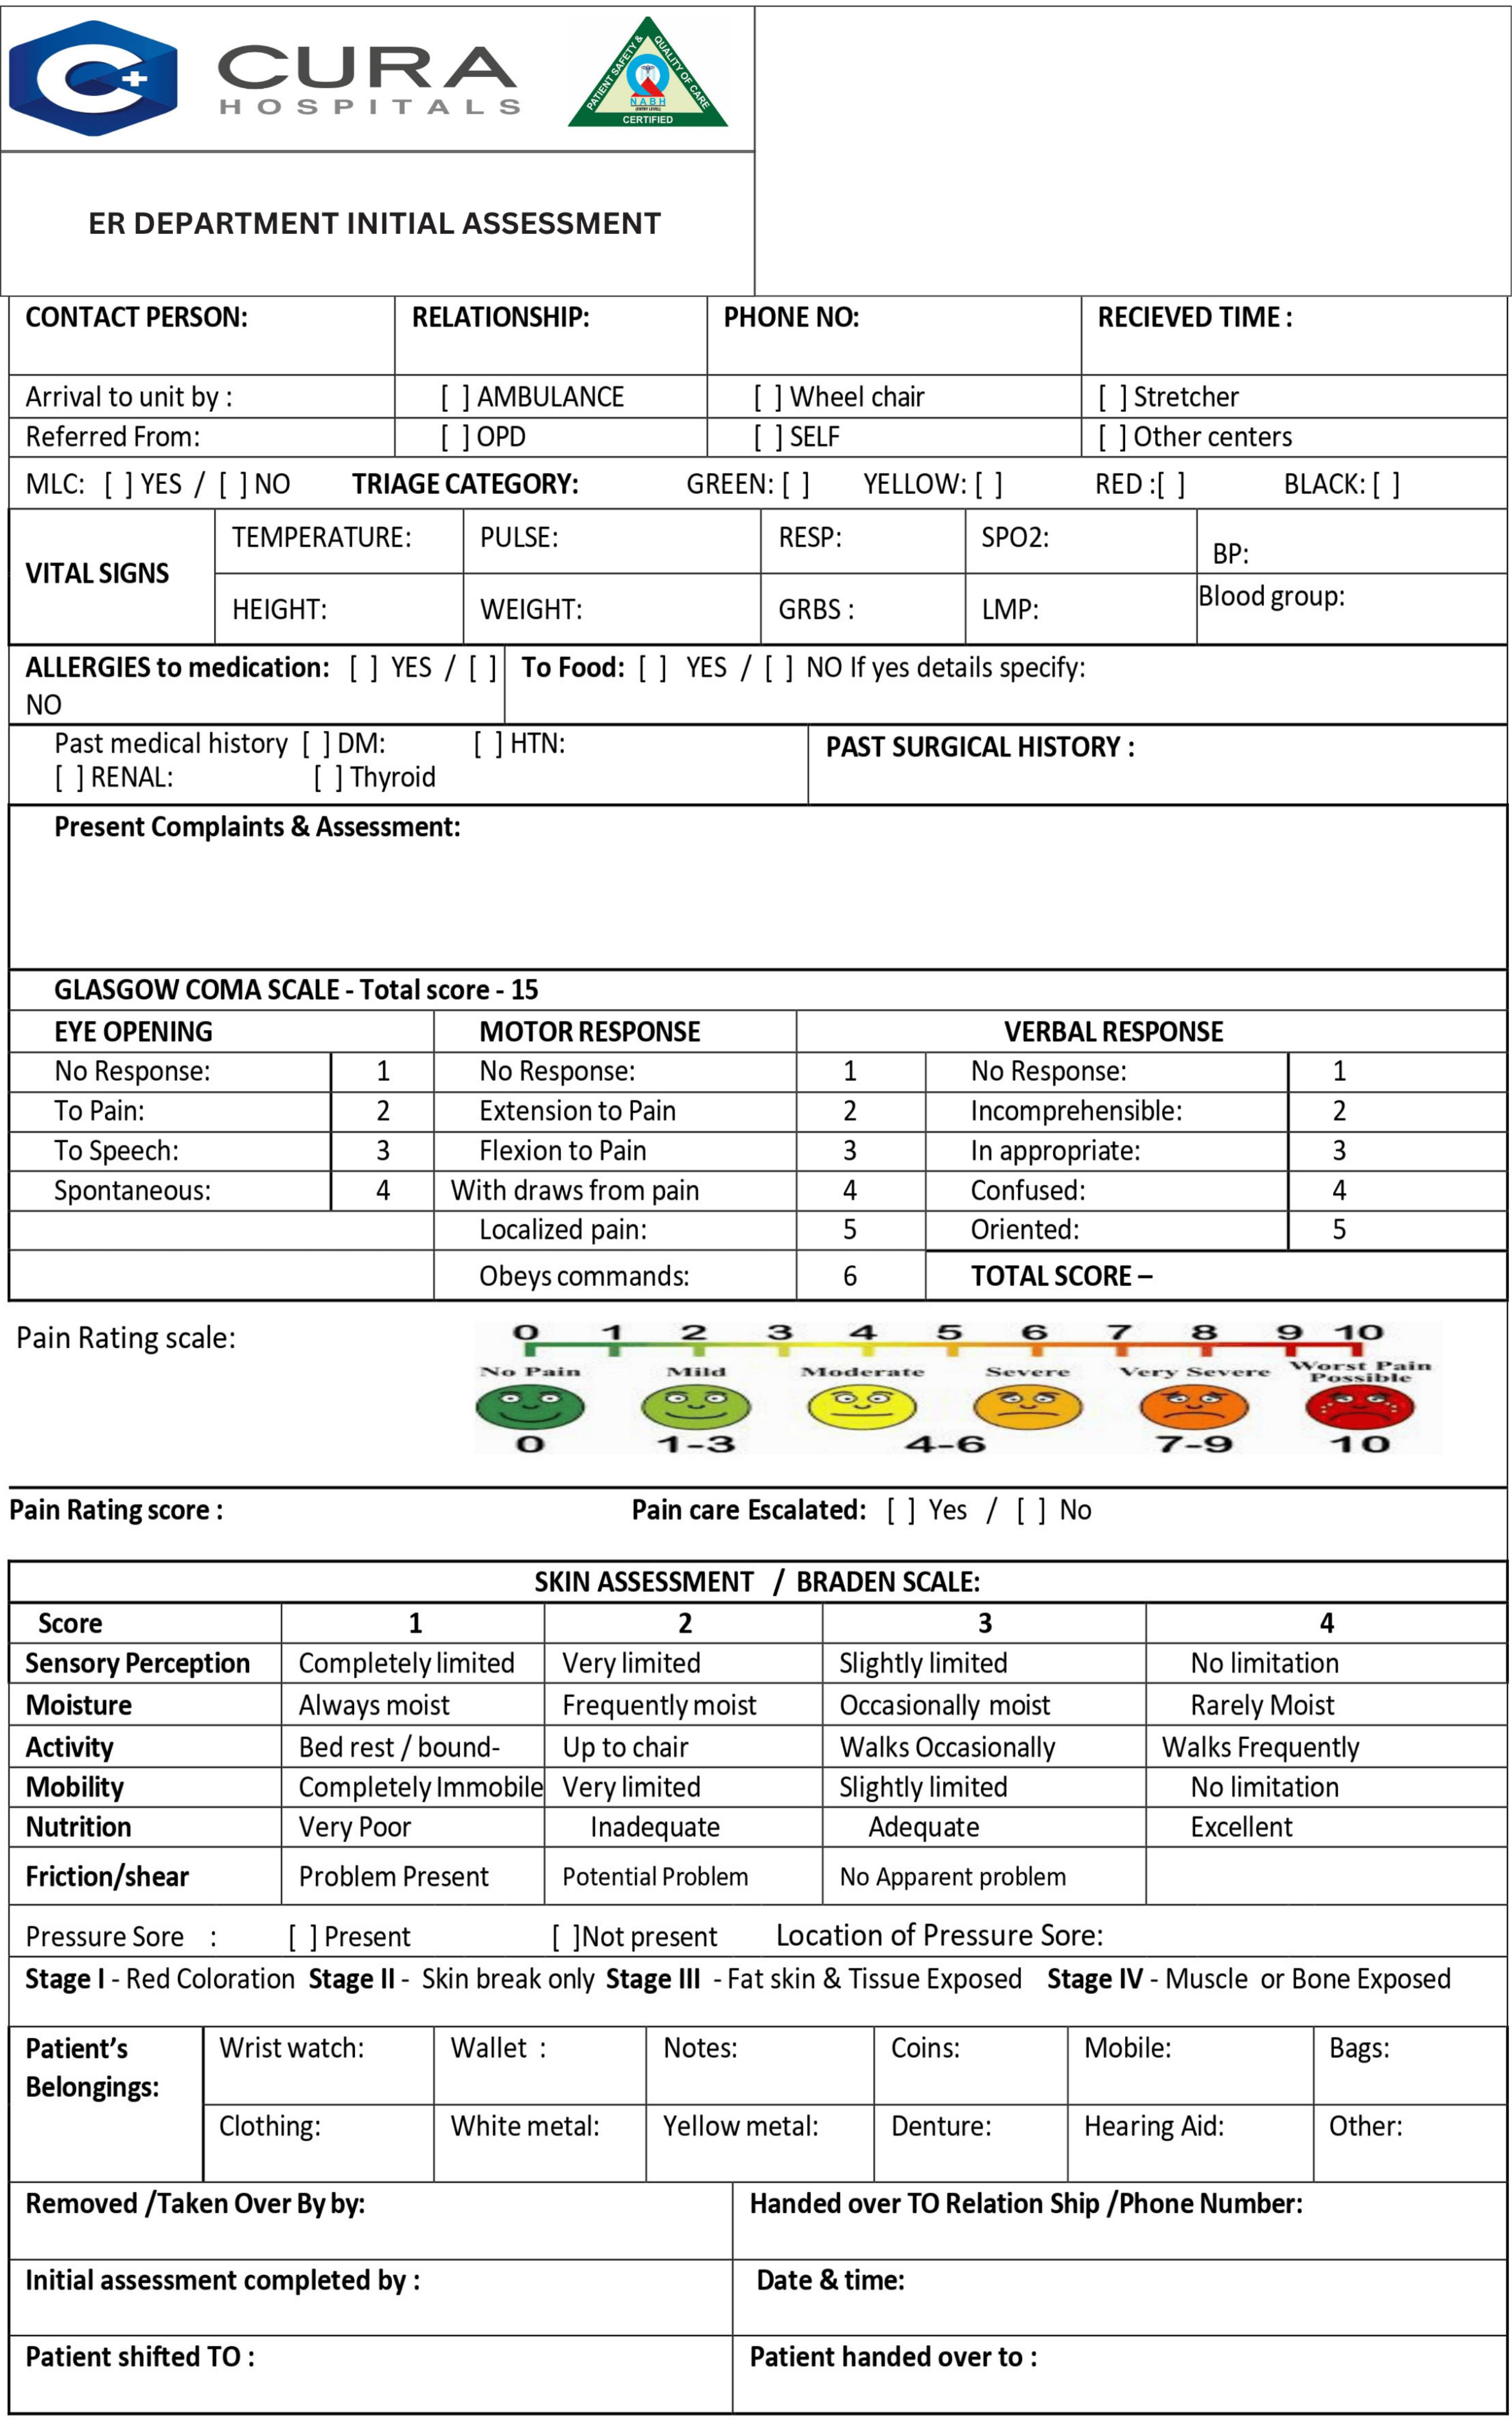 CURA
HOSPITALS
PATIENT SAFETY & QUALITY OF CARE
NABH
(ENTRY LEVEL)
CERTIFIED
ER DEPARTMENT INITIAL ASSESSMENT
CONTACT PERSON: RELATIONSHIP: PHONE NO: RECIEVED TIME :
Arrival to unit by : [ ] AMBULANCE [ ] Wheel chair [ ] Stretcher
Referred From: [ ] OPD [ ] SELF [ ] Other centers
MLC: [ ] YES / [ ] NO TRIAGE CATEGORY: GREEN: [ ] YELLOW: [ ] RED :[ ] BLACK: [ ]
VITAL SIGNS
TEMPERATURE: PULSE: RESP: SPO2: BP:
HEIGHT: WEIGHT: GRBS : LMP: Blood group:
ALLERGIES to medication: [ ] YES / [ ] To Food: [ ] YES / [ ] NO If yes details specify:
NO
Past medical history [ ] DM: [ ] HTN: PAST SURGICAL HISTORY :
[ ] RENAL: [ ] Thyroid
Present Complaints & Assessment:
GLASGOW COMA SCALE - Total score - 15
EYE OPENING MOTOR RESPONSE VERBAL RESPONSE
No Response: 1 No Response: 1 No Response: 1
To Pain: 2 Extension to Pain 2 Incomprehensible: 2
To Speech: 3 Flexion to Pain 3 In appropriate: 3
Spontaneous: 4 With draws from pain 4 Confused: 4
Localized pain: 5 Oriented: 5
Obeys commands: 6 TOTAL SCORE –
Pain Rating scale:
0 1 2 3 4 5 6 7 8 9 10
No Pain Mild Moderate Severe Very Severe Worst Pain
Possible
0 1-3 4-6 7-9 10
Pain Rating score : Pain care Escalated: [ ] Yes / [ ] No
SKIN ASSESSMENT / BRADEN SCALE:
Score 1 2 3 4
Sensory Perception Completely limited Very limited Slightly limited No limitation
Moisture Always moist Frequently moist Occasionally moist Rarely Moist
Activity Bed rest / bound- Up to chair Walks Occasionally Walks Frequently
Mobility Completely Immobile Very limited Slightly limited No limitation
Nutrition Very Poor Inadequate Adequate Excellent
Friction/shear Problem Present Potential Problem No Apparent problem
Pressure Sore : [ ] Present [ ]Not present Location of Pressure Sore:
Stage I - Red Coloration Stage II - Skin break only Stage III - Fat skin & Tissue Exposed Stage IV - Muscle or Bone Exposed
Patient’s Wrist watch: Wallet : Notes: Coins: Mobile: Bags:
Belongings:
Clothing: White metal: Yellow metal: Denture: Hearing Aid: Other:
Removed /Taken Over By by: Handed over TO Relation Ship /Phone Number:
Initial assessment completed by : Date & time:
Patient shifted TO : Patient handed over to :